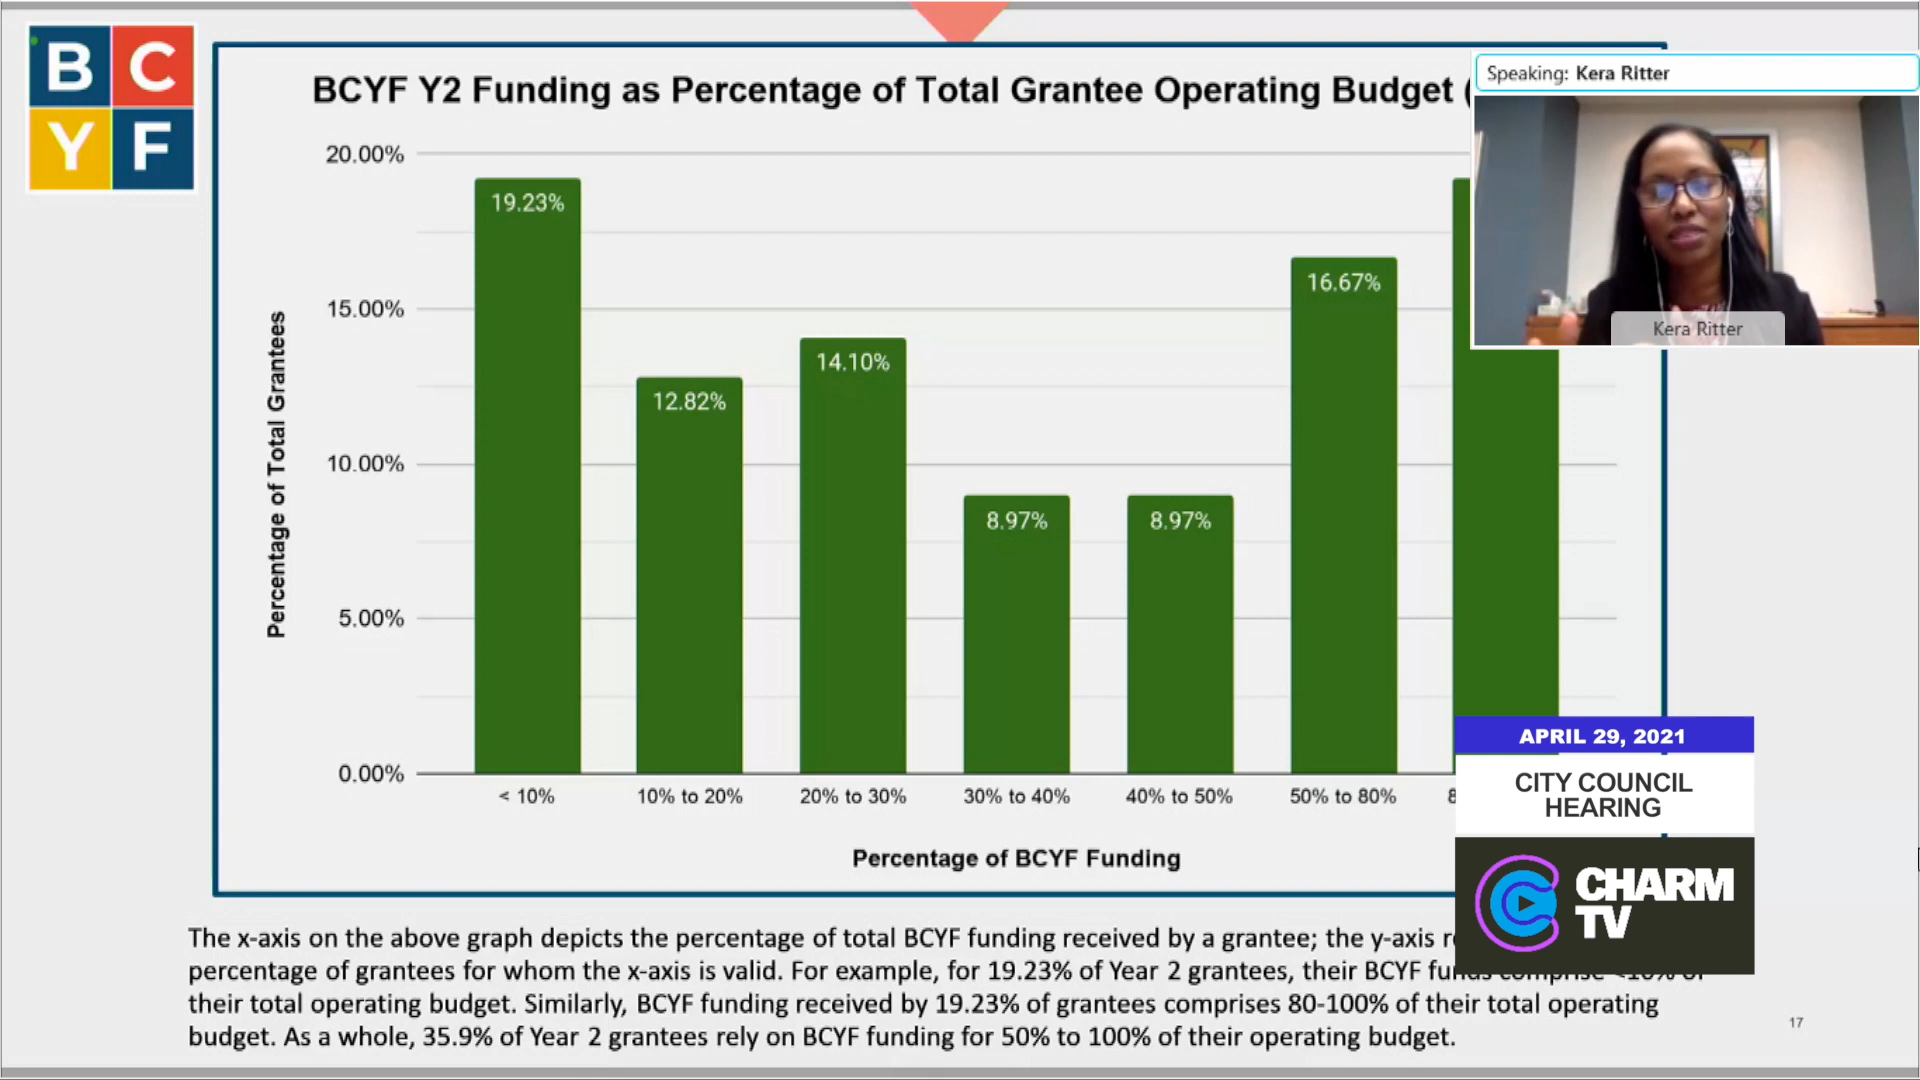 B C
Y F
BCYF Y2 Funding as Percentage of Total Grantee Operating Budget (
Speaking: Kera Ritter
Kera Ritter
Percentage of Total Grantees
20.00%
15.00%
10.00%
5.00%
0.00%
19.23%
12.82%
14.10%
8.97%
8.97%
16.67%
< 10%
10% to 20%
20% to 30%
30% to 40%
40% to 50%
50% to 80%
8
Percentage of BCYF Funding
APRIL 29, 2021
CITY COUNCIL
HEARING
CHARM
TV
The x-axis on the above graph depicts the percentage of total BCYF funding received by a grantee; the y-axis
percentage of grantees for whom the x-axis is valid. For example, for 19.23% of Year 2 grantees, their BCYF funds comprise <10% of
their total operating budget. Similarly, BCYF funding received by 19.23% of grantees comprises 80-100% of their total operating
budget. As a whole, 35.9% of Year 2 grantees rely on BCYF funding for 50% to 100% of their operating budget.
17